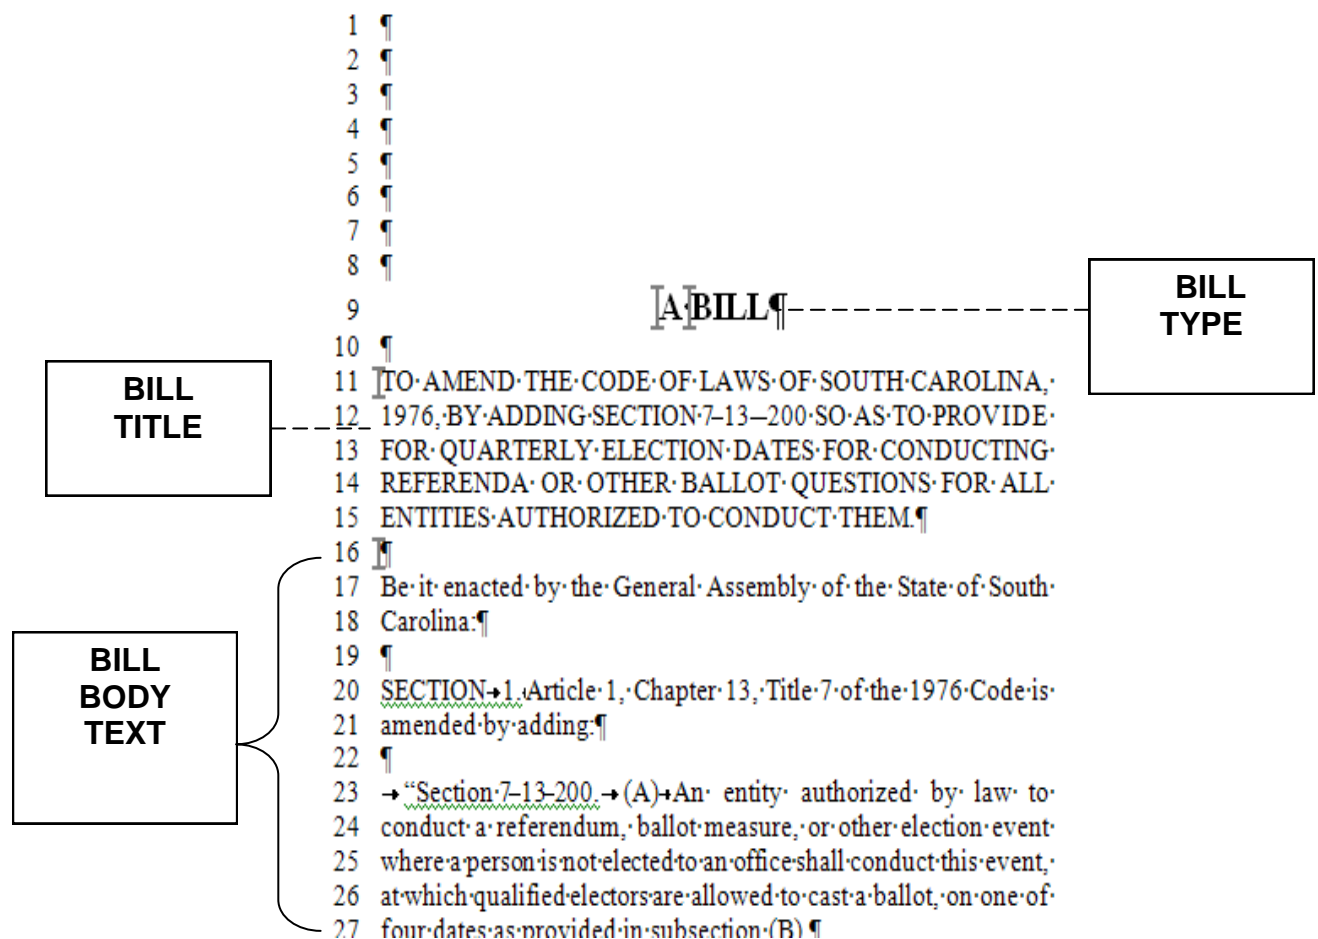 1 ¶
2 ¶
3 ¶
4 ¶
5 ¶
6 ¶
7 ¶
8 ¶
9 A·BILL¶
BILL
TYPE
10 ¶
BILL
TITLE
11 TO·AMEND·THE·CODE·OF·LAWS·OF·SOUTH·CAROLINA,·
12 1976,·BY·ADDING·SECTION·7–13–200·SO·AS·TO·PROVIDE·
13 FOR·QUARTERLY·ELECTION·DATES·FOR·CONDUCTING·
14 REFERENDA·OR·OTHER·BALLOT·QUESTIONS·FOR·ALL·
15 ENTITIES·AUTHORIZED·TO·CONDUCT·THEM.¶
16 ¶
BILL
BODY
TEXT
17 Be·it·enacted·by·the·General·Assembly·of·the·State·of·South·
18 Carolina:¶
19 ¶
20 SECTION→1.·Article·1,·Chapter·13,·Title·7·of·the·1976·Code·is·
21 amended·by·adding:¶
22 ¶
23 →“Section·7–13–200.→(A)→An·entity·authorized·by·law·to·
24 conduct·a·referendum,·ballot·measure,·or·other·election·event·
25 where·a·person·is·not·elected·to·an·office·shall·conduct·this·event,·
26 at·which·qualified·electors·are·allowed·to·cast·a·ballot,·on·one·of·
27 four·dates·as·provided·in·subsection·(B).¶